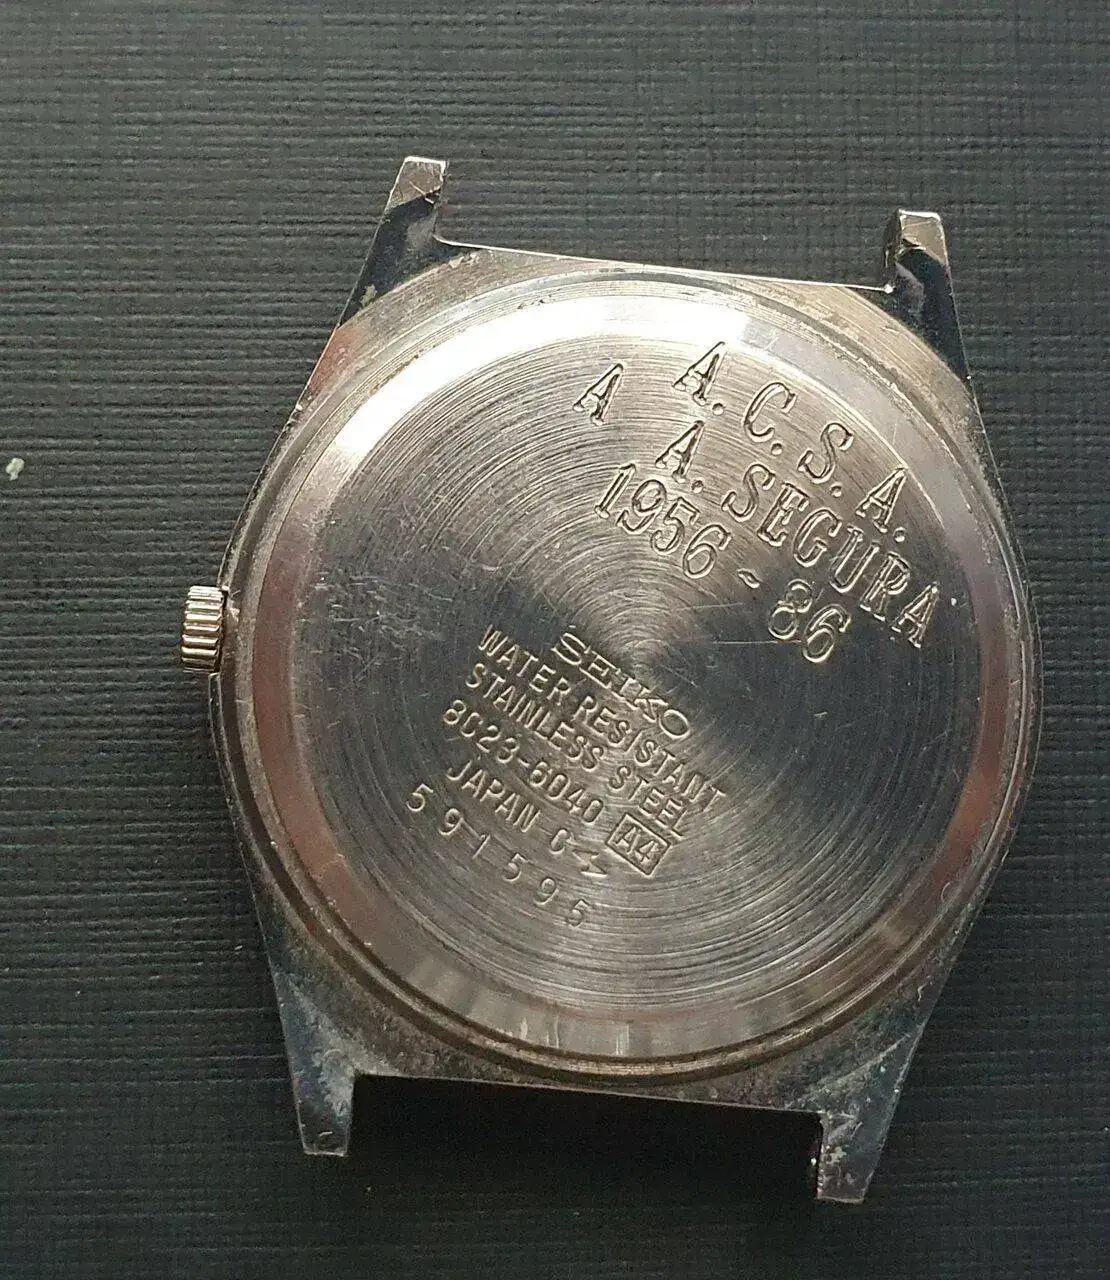 A.C.S.A.
A A. SEGURA
1956-86
SEIKO
WATER RESISTANT
STAINLESS STEEL
8C23-6040 A4
JAPAN C
591595